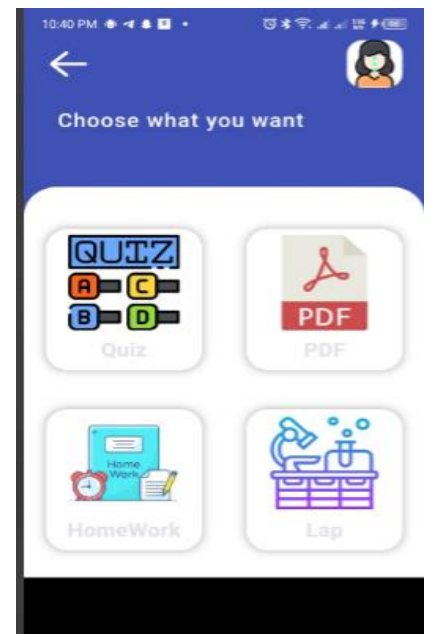 10:40 PM
Choose what you want
QUIZ
A C
B D
Quiz
PDF
PDF
Home
Work
HomeWork
Lap